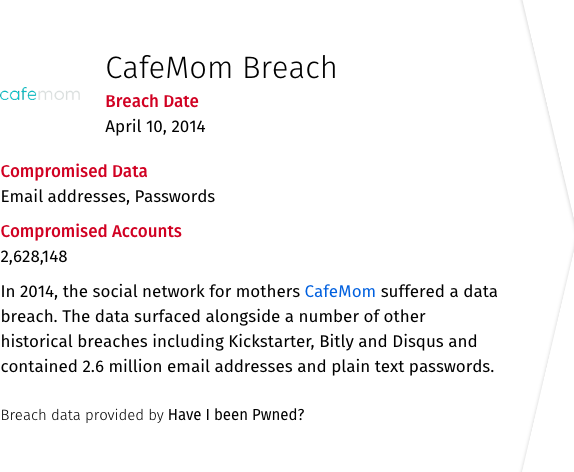 CafeMom Breach
cafemom
Breach Date
April 10, 2014
Compromised Data
Email addresses, Passwords
Compromised Accounts
2,628,148
In 2014, the social network for mothers CafeMom suffered a data
breach. The data surfaced alongside a number of other
historical breaches including Kickstarter, Bitly and Disqus and
contained 2.6 million email addresses and plain text passwords.
Breach data provided by Have I been Pwned?